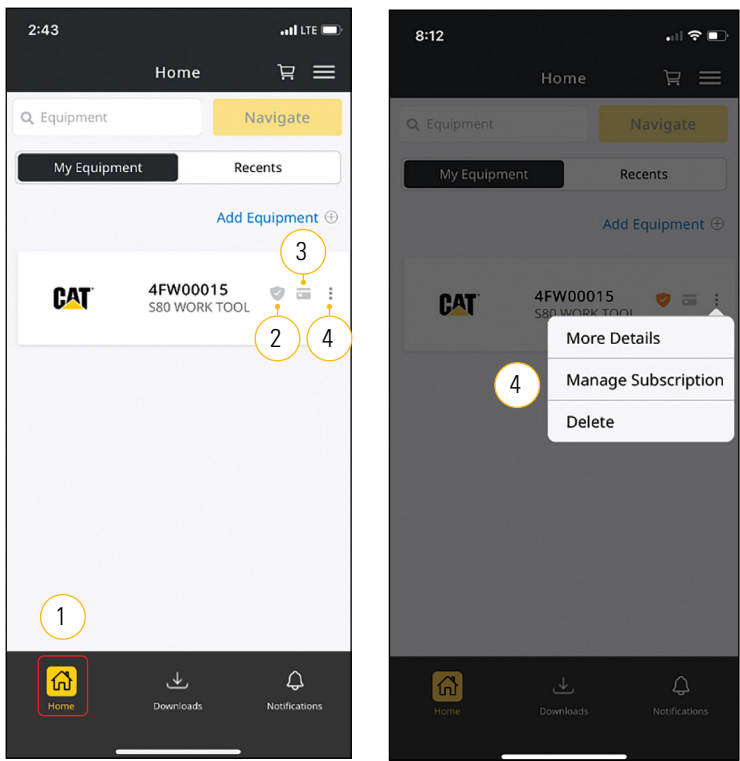 2:43
LTE
Home
Equipment
Navigate
My Equipment
Recents
Add Equipment
3
CAT
4FW00015
S80 WORK TOOL
2
4
1
Home
Downloads
Notifications
8:12
Home
Equipment
Navigate
My Equipment
Recents
Add Equipment
CAT
4FW00015
S80 WORK TOOL
More Details
4
Manage Subscription
Delete
Home
Downloads
Notifications